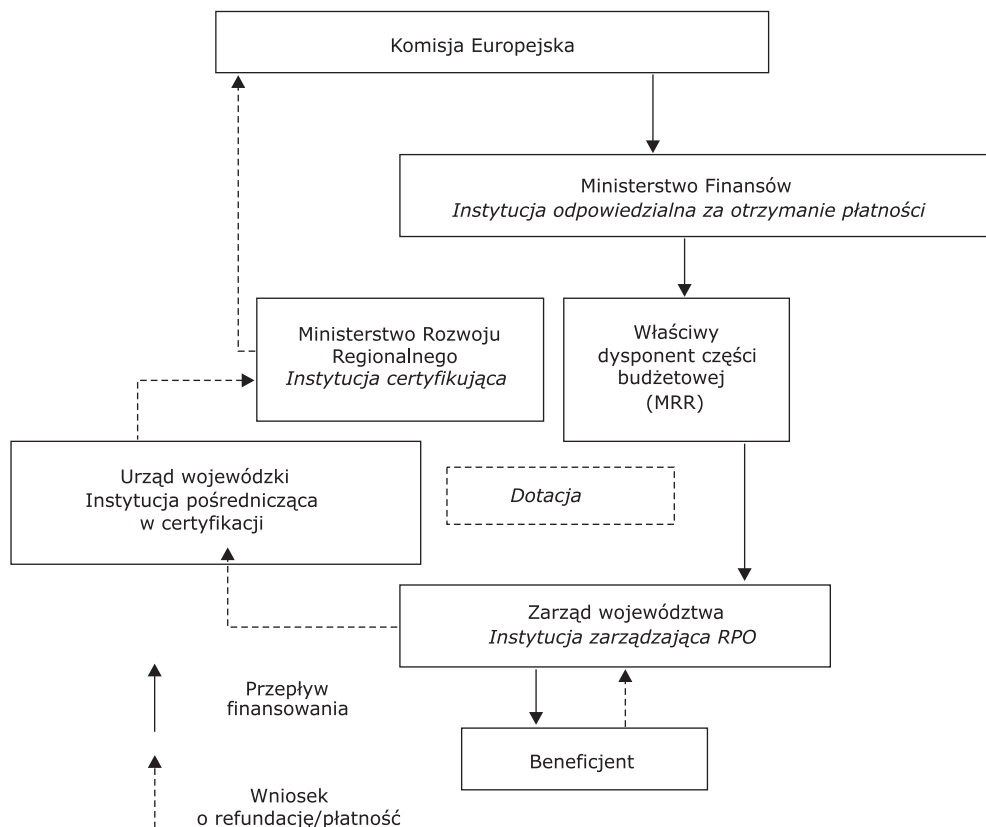 Komisja Europejska
Ministerstwo Finansów
Instytucja odpowiedzialna za otrzymanie płatności
Ministerstwo Rozwoju
Regionalnego
Instytucja certyfikująca
Właściwy
dysponent części
budżetowej
(MRR)
Urząd wojewódzki
Instytucja pośrednicząca
w certyfikacji
Dotacja
Zarząd województwa
Instytucja zarządzająca RPO
Przepływ
finansowania
Beneficjent
Wniosek
o refundację/płatność